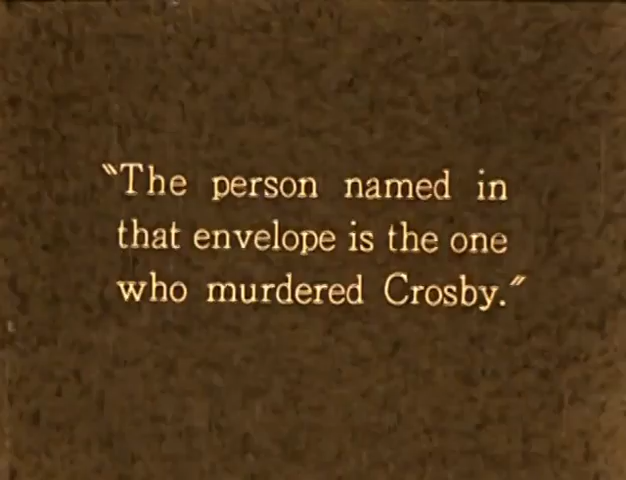 "The person named in
that envelope is the one
who murdered Crosby."